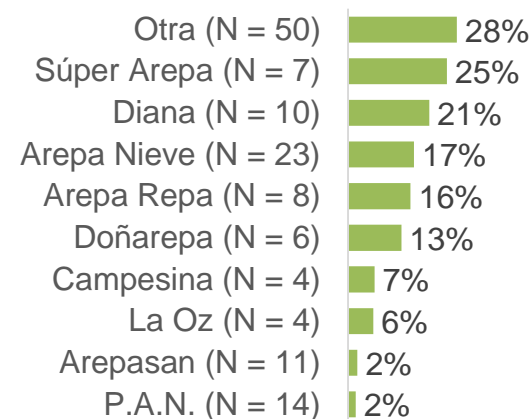 Otra (N = 50) 28%
Súper Arepa (N = 7) 25%
Diana (N = 10) 21%
Arepa Nieve (N = 23) 17%
Arepa Repa (N = 8) 16%
Doñarepa (N = 6) 13%
Campesina (N = 4) 7%
La Oz (N = 4) 6%
Arepasan (N = 11) 2%
P.A.N. (N = 14) 2%